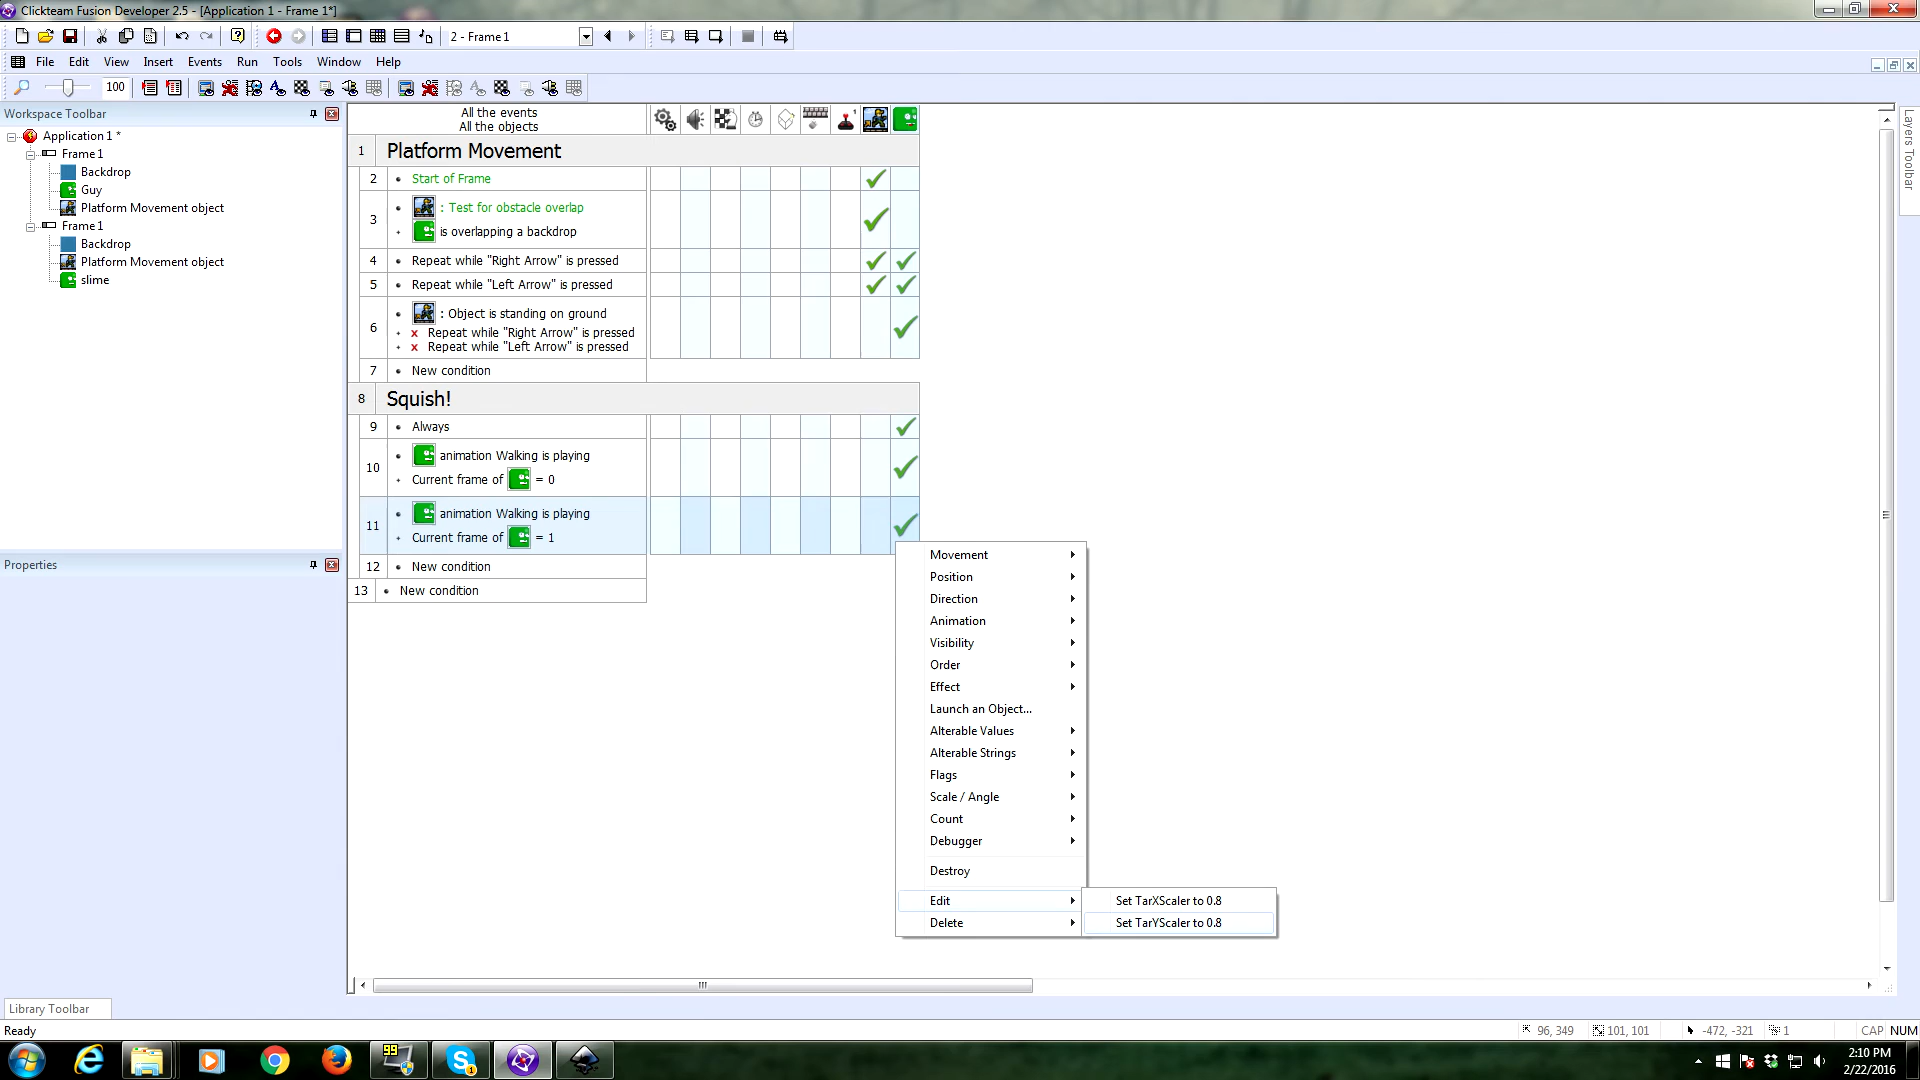 Clickteam Fusion Developer 2.5 - [Application 1 - Frame 1*]
2 - Frame 1
File Edit View Insert Events Run Tools Window Help
100
Workspace Toolbar
Application 1 *
Frame 1
Backdrop
Guy
Platform Movement object
Frame 1
Backdrop
Platform Movement object
slime
Properties
Library Toolbar
Layers Toolbar
All the events
All the objects
1 Platform Movement
2 Start of Frame
3 : Test for obstacle overlap
is overlapping a backdrop
4 Repeat while "Right Arrow" is pressed
5 Repeat while "Left Arrow" is pressed
6 : Object is standing on ground
X Repeat while "Right Arrow" is pressed
X Repeat while "Left Arrow" is pressed
7 New condition
8 Squish!
9 Always
10 animation Walking is playing
Current frame of = 0
11 animation Walking is playing
Current frame of = 1
12 New condition
13 New condition
Movement
Position
Direction
Animation
Visibility
Order
Effect
Launch an Object...
Alterable Values
Alterable Strings
Flags
Scale / Angle
Count
Debugger
Destroy
Edit
Delete
Set TarXScaler to 0.8
Set TarYScaler to 0.8
Ready
96, 349 101, 101 -472, -321 1 CAP NUM
99
2:10 PM
2/22/2016